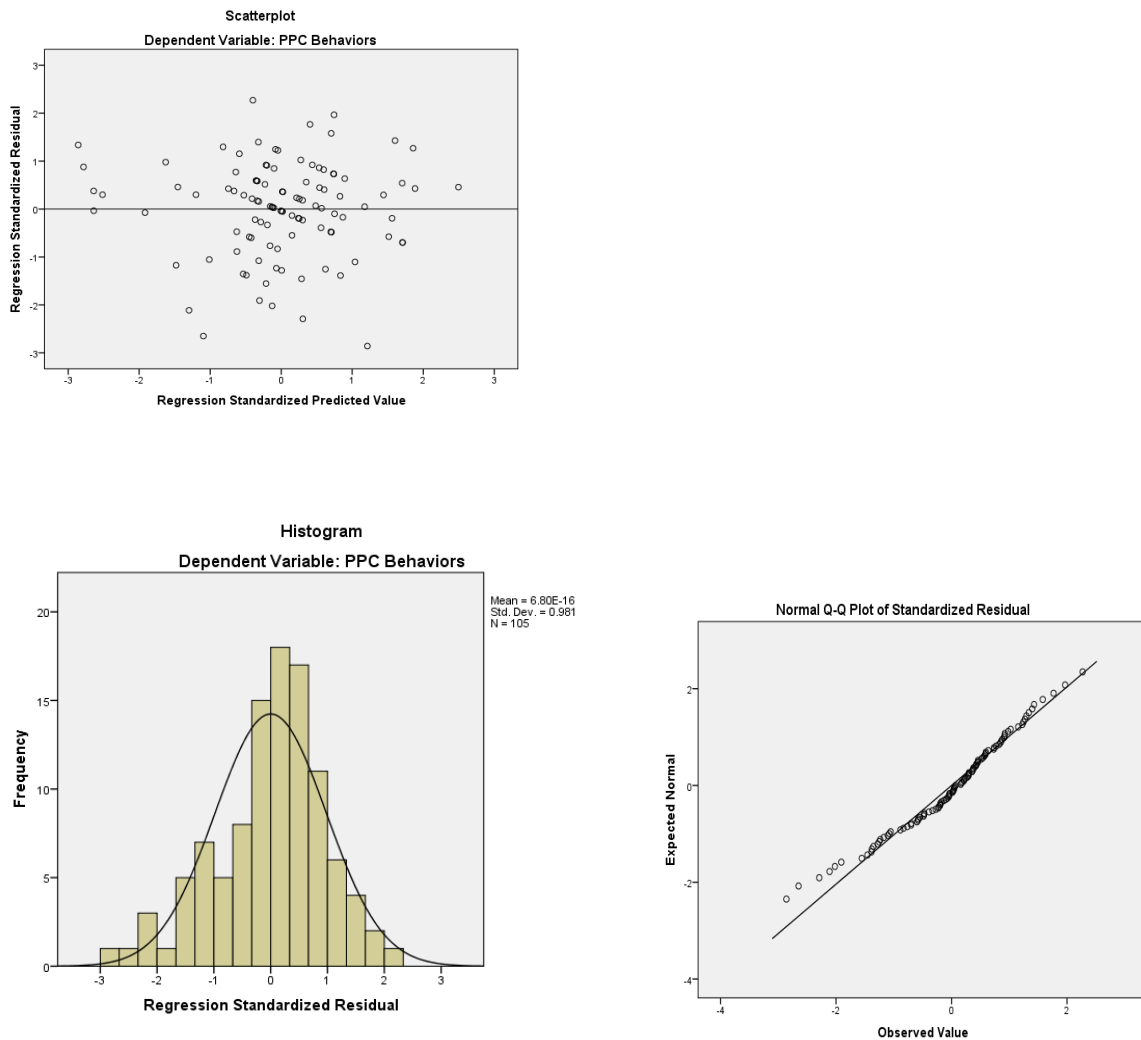 Scatterplot
Dependent Variable: PPC Behaviors
Regression Standardized Residual
3
2
1
0
-1
-2
-3
-3 -2 -1 0 1 2 3
Regression Standardized Predicted Value
Histogram
Dependent Variable: PPC Behaviors
Mean = 6.80E-16
Std. Dev. = 0.981
N = 105
Frequency
20
15
10
5
0
-3 -2 -1 0 1 2 3
Regression Standardized Residual
Normal Q-Q Plot of Standardized Residual
Expected Normal
2
0
-2
-4
-4 -2 0 2
Observed Value